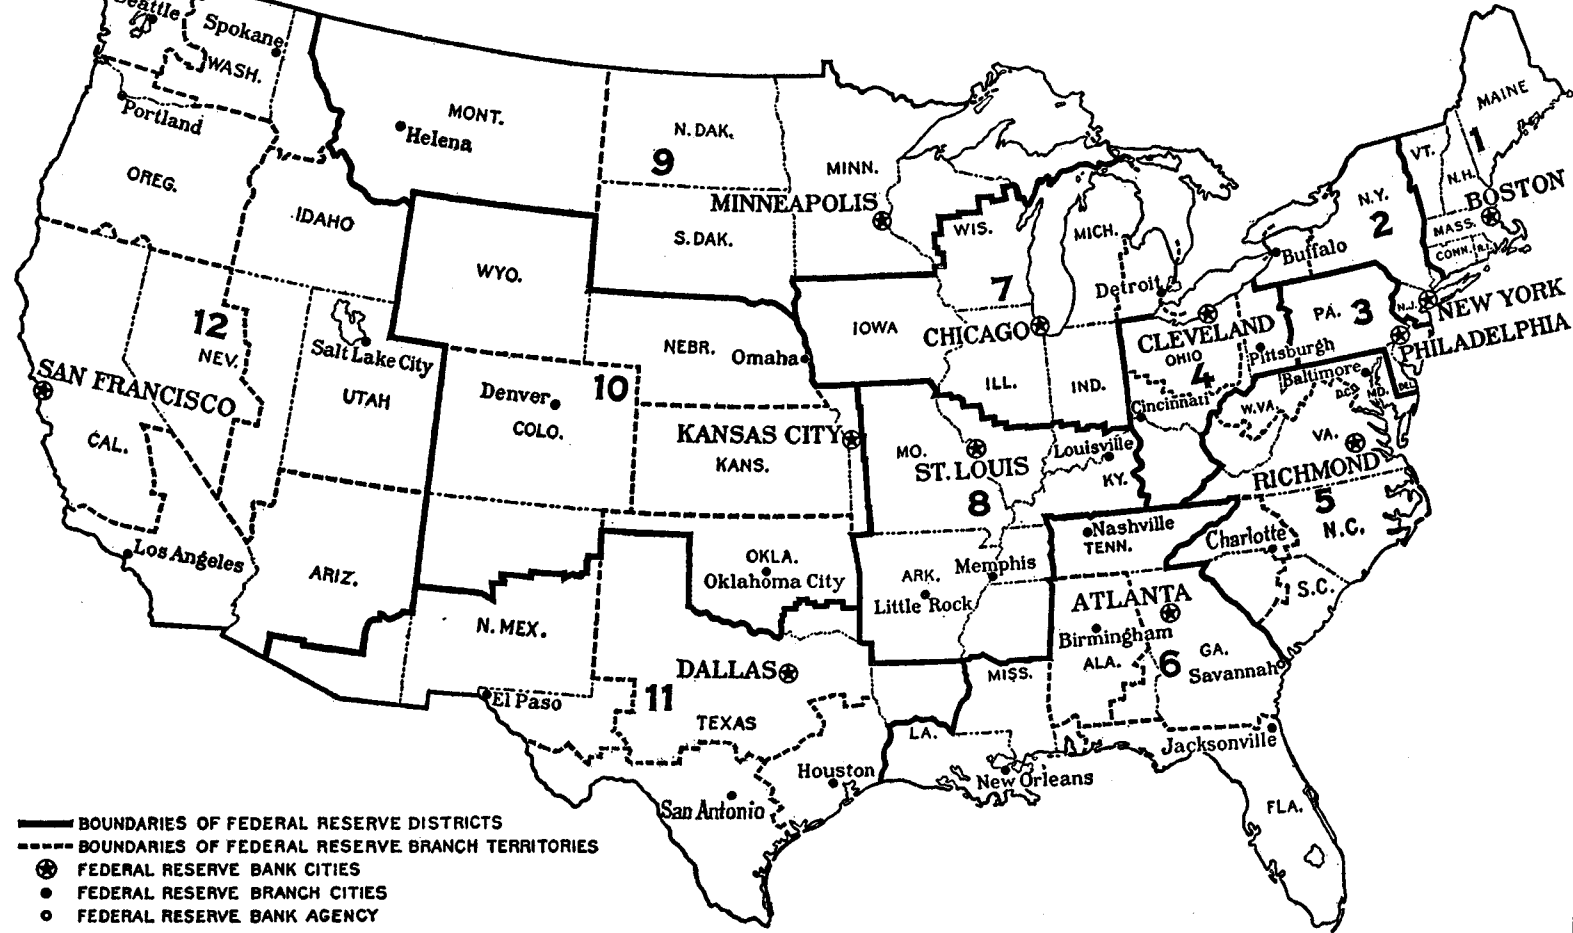 Seattle
Spokane
WASH.
Portland
OREG.
IDAHO
MONT.
Helena
N. DAK.
9
S. DAK.
MINN.
MINNEAPOLIS
WYO.
WIS.
7
MICH.
Detroit
IOWA
CHICAGO
ILL.
IND.
MAINE
VT.
1
N.H.
BOSTON
MASS.
CONN.
R.I.
N.Y.
2
Buffalo
NEW YORK
N.J.
PA.
3
PHILADELPHIA
CLEVELAND
OHIO
4
Pittsburgh
Cincinnati
Baltimore
D.C.
MD.
DEL.
W.VA.
VA.
RICHMOND
5
N.C.
Charlotte
S.C.
12
NEV.
SAN FRANCISCO
CAL.
Los Angeles
Salt Lake City
UTAH
ARIZ.
NEBR.
Omaha
10
Denver
COLO.
KANSAS CITY
KANS.
MO.
ST. LOUIS
8
Louisville
KY.
Nashville
TENN.
Memphis
ARK.
Little Rock
OKLA.
Oklahoma City
N. MEX.
El Paso
DALLAS
11
TEXAS
Houston
San Antonio
LA.
New Orleans
MISS.
ATLANTA
Birmingham
ALA.
6
GA.
Savannah
Jacksonville
FLA.
BOUNDARIES OF FEDERAL RESERVE DISTRICTS
BOUNDARIES OF FEDERAL RESERVE BRANCH TERRITORIES
FEDERAL RESERVE BANK CITIES
FEDERAL RESERVE BRANCH CITIES
FEDERAL RESERVE BANK AGENCY